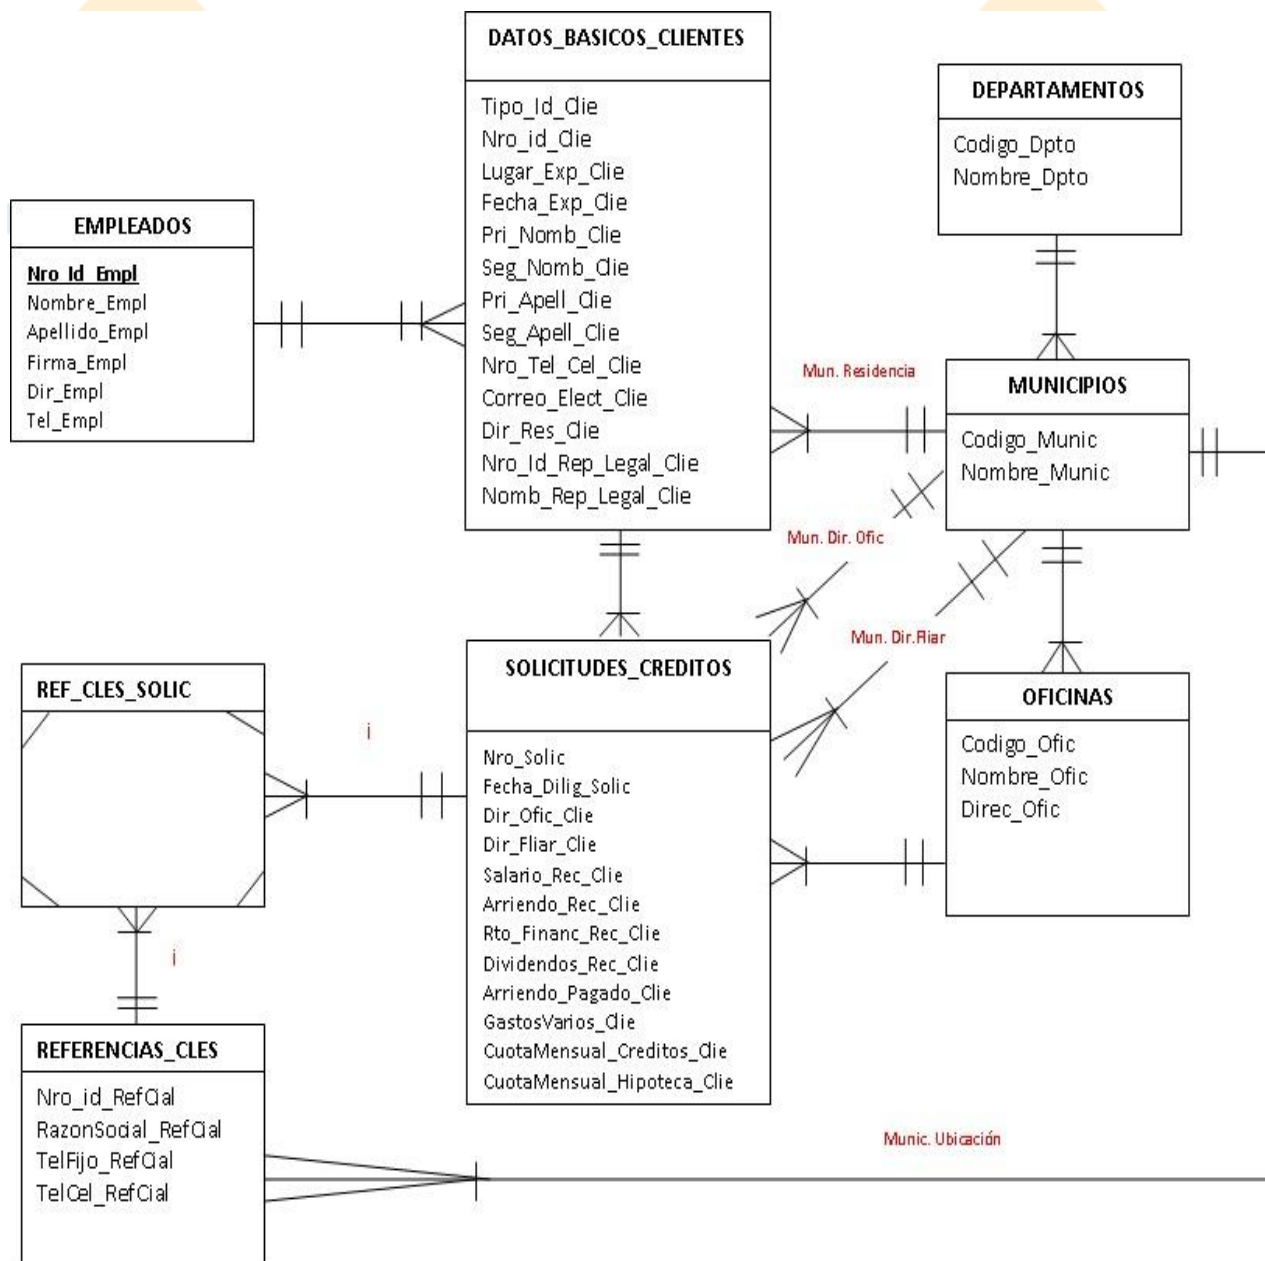 DATOS_BASICOS_CLIENTES
Tipo_Id_Clie
Nro_id_Clie
Lugar_Exp_Clie
Fecha_Exp_Clie
Pri_Nomb_Clie
Seg_Nomb_Clie
Pri_Apell_Clie
Seg_Apell_Clie
Nro_Tel_Cel_Clie
Correo_Elect_Clie
Dir_Res_Clie
Nro_Id_Rep_Legal_Clie
Nomb_Rep_Legal_Clie
DEPARTAMENTOS
Codigo_Dpto
Nombre_Dpto
EMPLEADOS
Nro_Id_Empl
Nombre_Empl
Apellido_Empl
Firma_Empl
Dir_Empl
Tel_Empl
Mun. Residencia
MUNICIPIOS
Codigo_Munic
Nombre_Munic
Mun. Dir. Ofic
Mun. Dir.Fliar
REF_CLES_SOLIC
i
i
SOLICITUDES_CREDITOS
Nro_Solic
Fecha_Dilig_Solic
Dir_Ofic_Clie
Dir_Fliar_Clie
Salario_Rec_Clie
Arriendo_Rec_Clie
Rto_Financ_Rec_Clie
Dividendos_Rec_Clie
Arriendo_Pagado_Clie
GastosVarios_Clie
CuotaMensual_Creditos_Clie
CuotaMensual_Hipoteca_Clie
OFICINAS
Codigo_Ofic
Nombre_Ofic
Direc_Ofic
REFERENCIAS_CLES
Nro_id_RefCial
RazonSocial_RefCial
TelFijo_RefCial
TelCel_RefCial
Munic. Ubicación